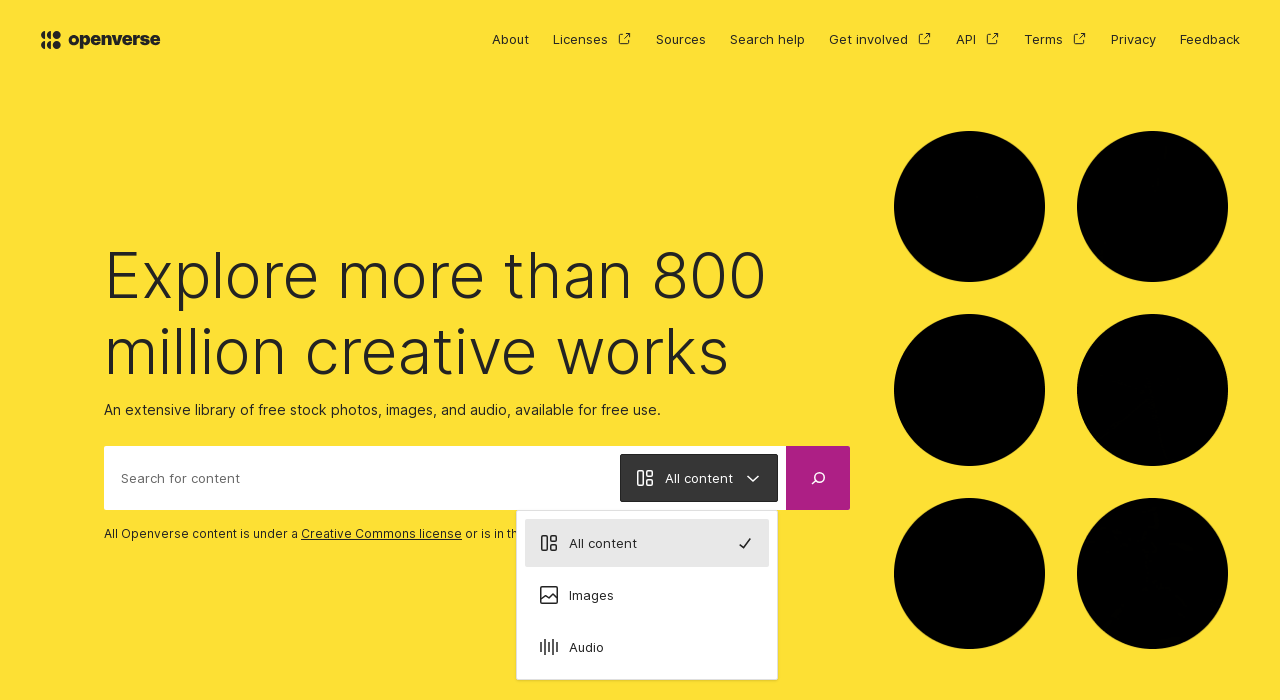 openverse
About
Licenses
Sources
Search help
Get involved
API
Terms
Privacy
Feedback
Explore more than 800
million creative works
An extensive library of free stock photos, images, and audio, available for free use.
Search for content
All content
All Openverse content is under a Creative Commons license or is in th
All content
Images
Audio